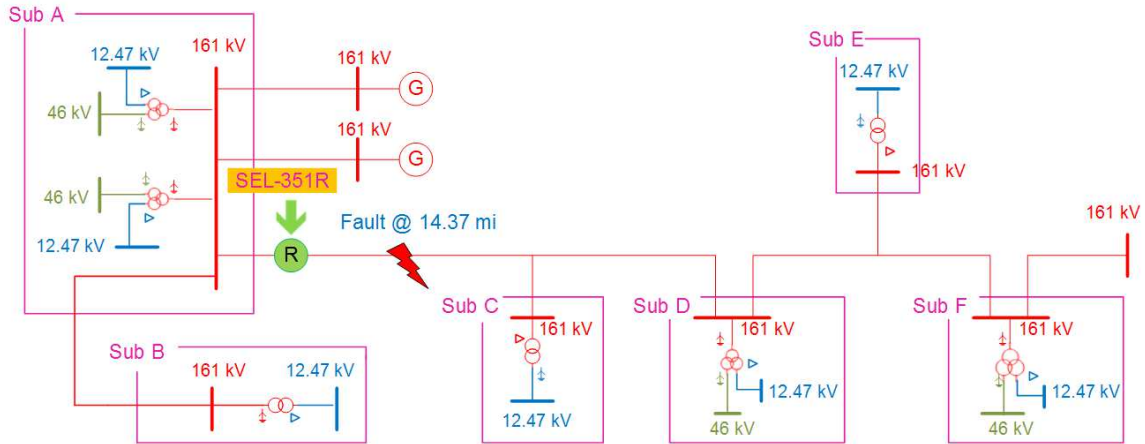 Sub A
161 kV
12.47 kV
46 kV
46 kV
12.47 kV
161 kV
G
161 kV
G
SEL-351R
R
Fault @ 14.37 mi
Sub B
161 kV
12.47 kV
Sub C
161 kV
12.47 kV
Sub D
161 kV
12.47 kV
46 kV
Sub E
12.47 kV
161 kV
161 kV
Sub F
161 kV
12.47 kV
46 kV